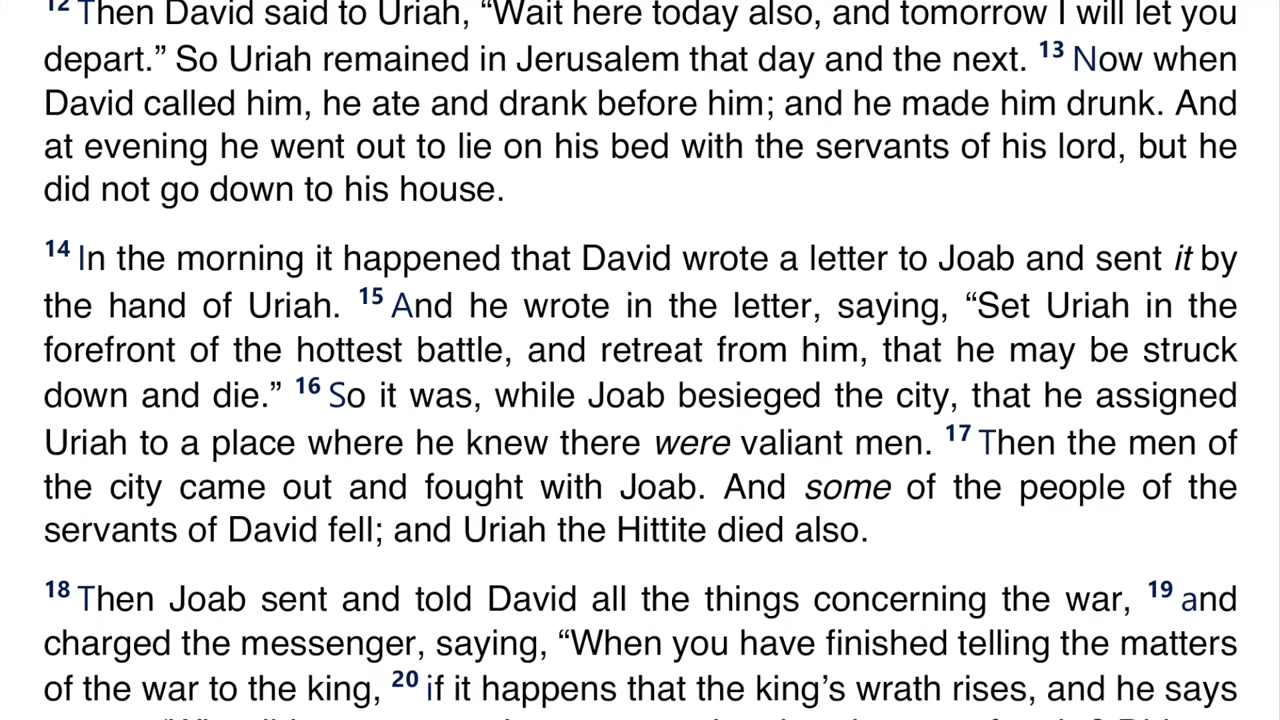 12 Then David said to Uriah, “Wait here today also, and tomorrow I will let you
depart.” So Uriah remained in Jerusalem that day and the next. 13 Now when
David called him, he ate and drank before him; and he made him drunk. And
at evening he went out to lie on his bed with the servants of his lord, but he
did not go down to his house.
14 In the morning it happened that David wrote a letter to Joab and sent it by
the hand of Uriah. 15 And he wrote in the letter, saying, “Set Uriah in the
forefront of the hottest battle, and retreat from him, that he may be struck
down and die.” 16 So it was, while Joab besieged the city, that he assigned
Uriah to a place where he knew there were valiant men. 17 Then the men of
the city came out and fought with Joab. And some of the people of the
servants of David fell; and Uriah the Hittite died also.
18 Then Joab sent and told David all the things concerning the war, 19 and
charged the messenger, saying, “When you have finished telling the matters
of the war to the king, 20 if it happens that the king’s wrath rises, and he says